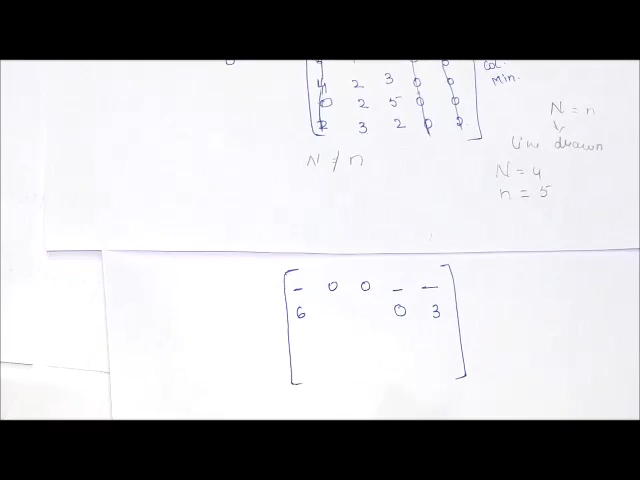 col.
4 2 3 0 0
min.
0 2 5 0 0
2 3 2 0 2
N = n
line drawn
N ≠ n
N = 4
n = 5
- 0 0 - -
6 0 3